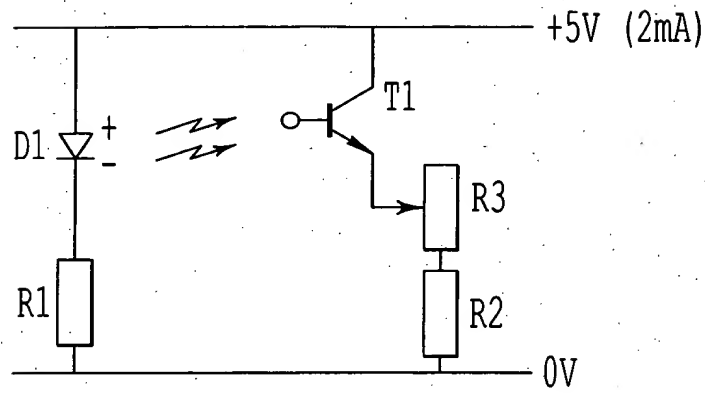 +5V (2mA)
T1
D1
+
-
R3
R1
R2
0V